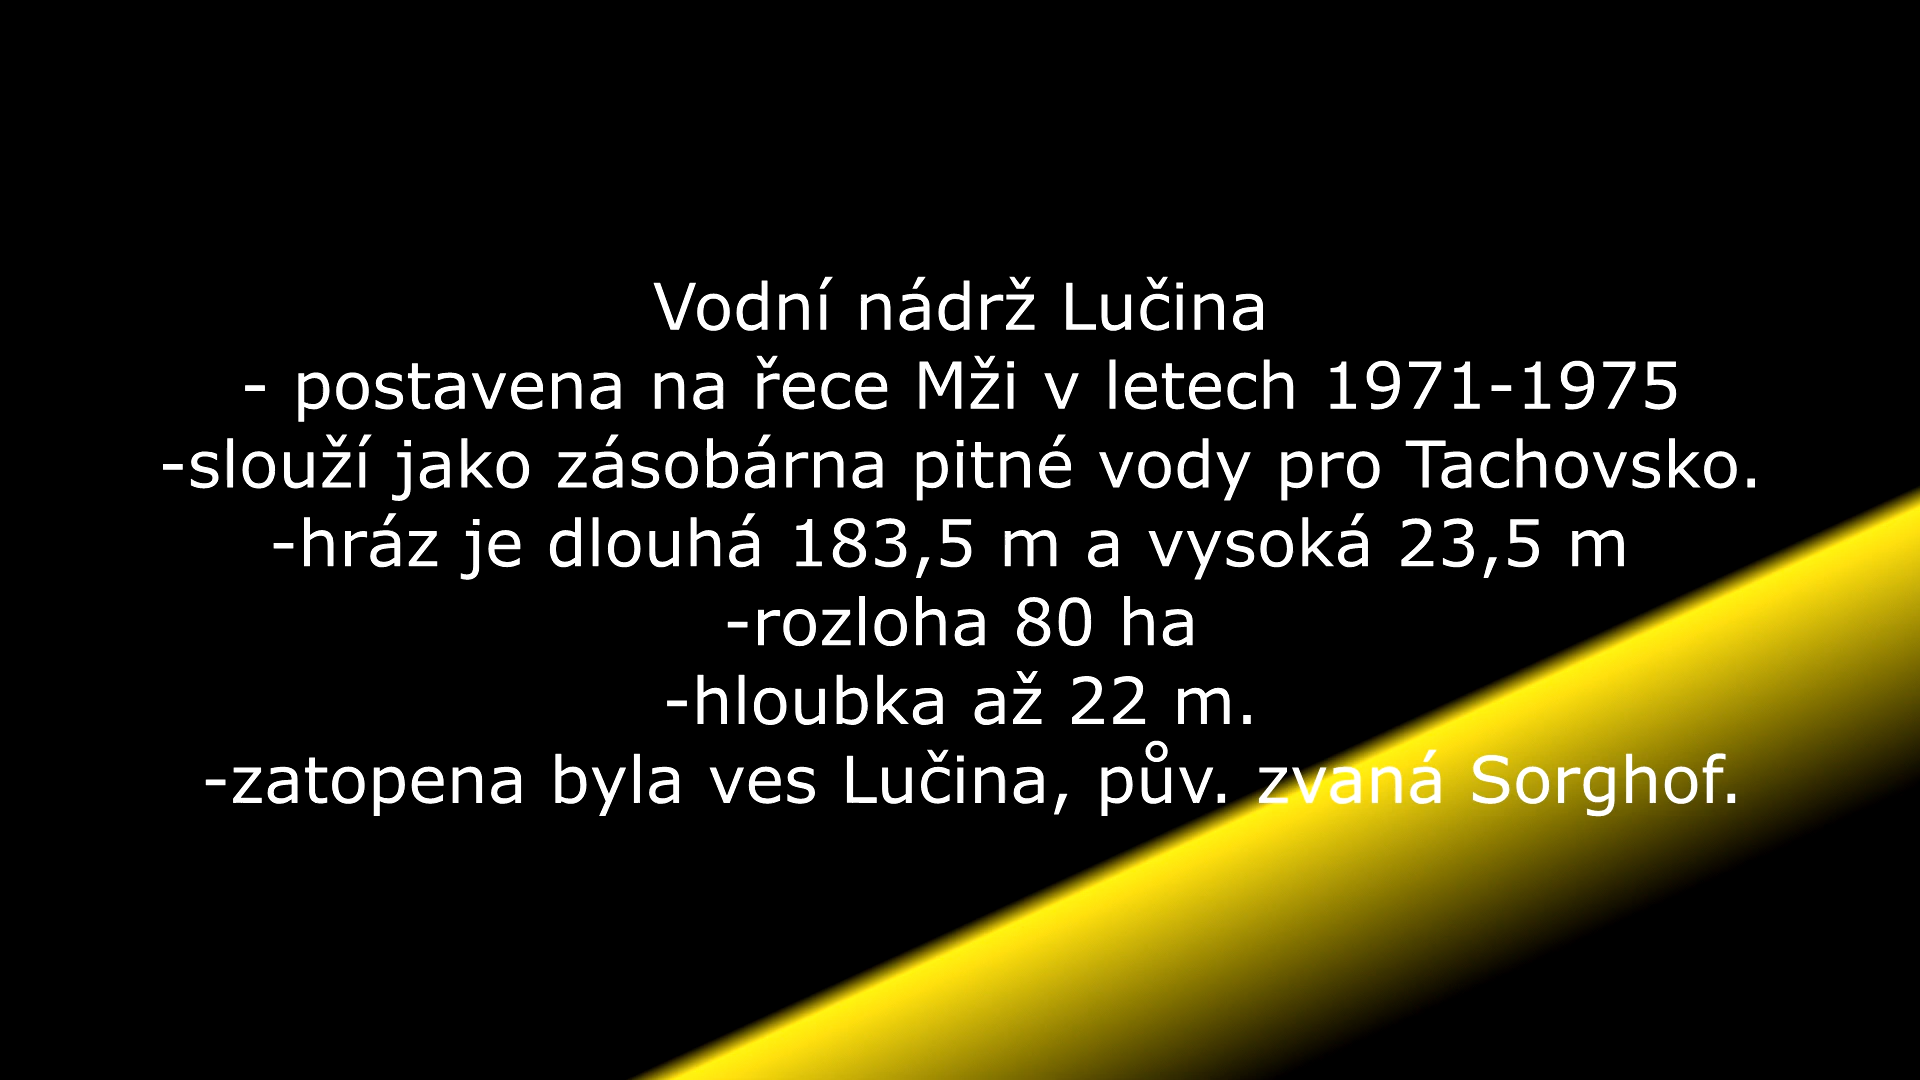 Vodní nádrž Lučina
- postavena na řece Mži v letech 1971-1975
-slouží jako zásobárna pitné vody pro Tachovsko.
-hráz je dlouhá 183,5 m a vysoká 23,5 m
-rozloha 80 ha
-hloubka až 22 m.
-zatopena byla ves Lučina, pův. zvaná Sorghof.